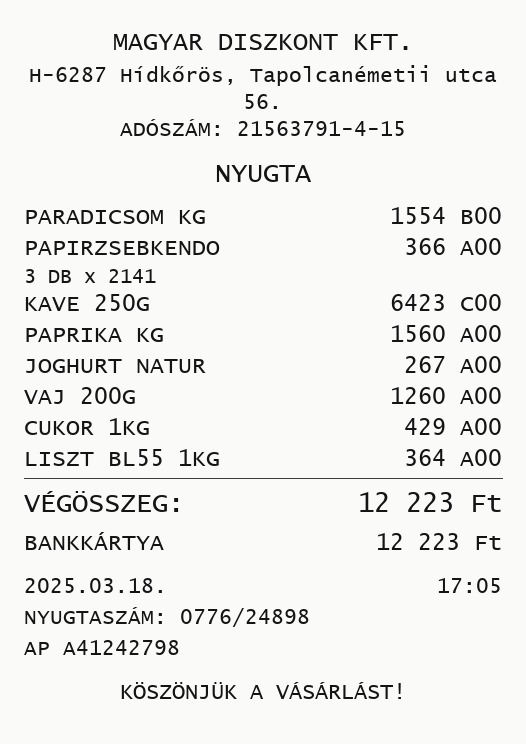 MAGYAR DISZKONT KFT.
H-6287 Hídkőrös, Tapolcanémetii utca
56.
ADÓSZÁM: 21563791-4-15
NYUGTA
PARADICSOM KG 1554 B00
PAPIRZSEBKENDO 366 A00
3 DB x 2141
KAVE 250G 6423 C00
PAPRIKA KG 1560 A00
JOGHURT NATUR 267 A00
VAJ 200G 1260 A00
CUKOR 1KG 429 A00
LISZT BL55 1KG 364 A00
VÉGÖSSZEG: 12 223 Ft
BANKKÁRTYA 12 223 Ft
2025.03.18. 17:05
NYUGTASZÁM: 0776/24898
AP A41242798
KÖSZÖNJÜK A VÁSÁRLÁST!